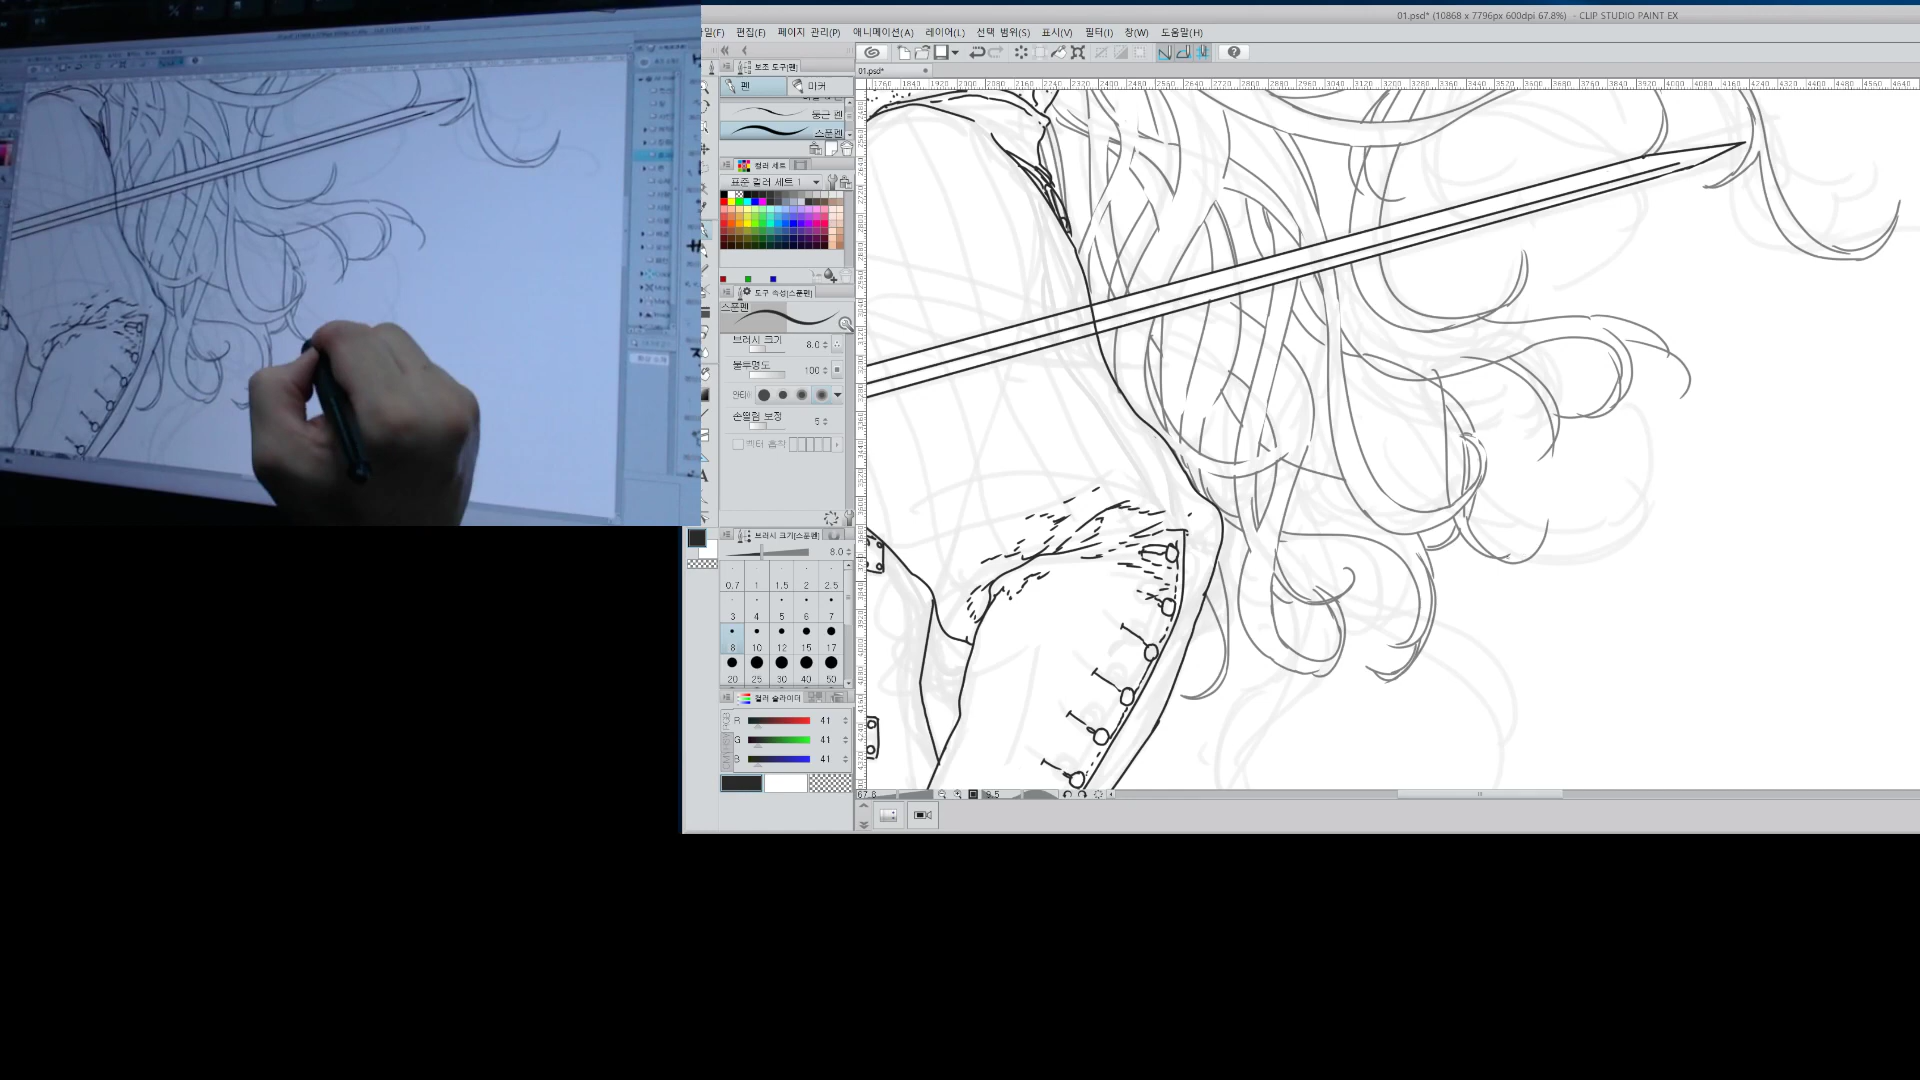 01.psd* (10868 x 7796px 600dpi 67.8%) - CLIP STUDIO PAINT EX
일(F) 편집(E) 페이지 관리(P) 애니메이션(A) 레이어(L) 선택 범위(S) 표시(V) 필터(I) 창(W) 도움말(H)
보조 도구[펜]
01.psd*
펜 마커
둥근 펜
스푼펜
컬러 세트
표준 컬러 세트 1
도구 속성[스푼펜]
스푼펜
브러시 크기 8.0
불투명도 100
손떨림 보정 5
벡터 흡착
브러시 크기[스푼펜]
8.0
0.7 1 1.5 2 2.5
3 4 5 6 7
8 10 12 15 17
20 25 30 40 50
컬러 슬라이더
R 41
G 41
B 41